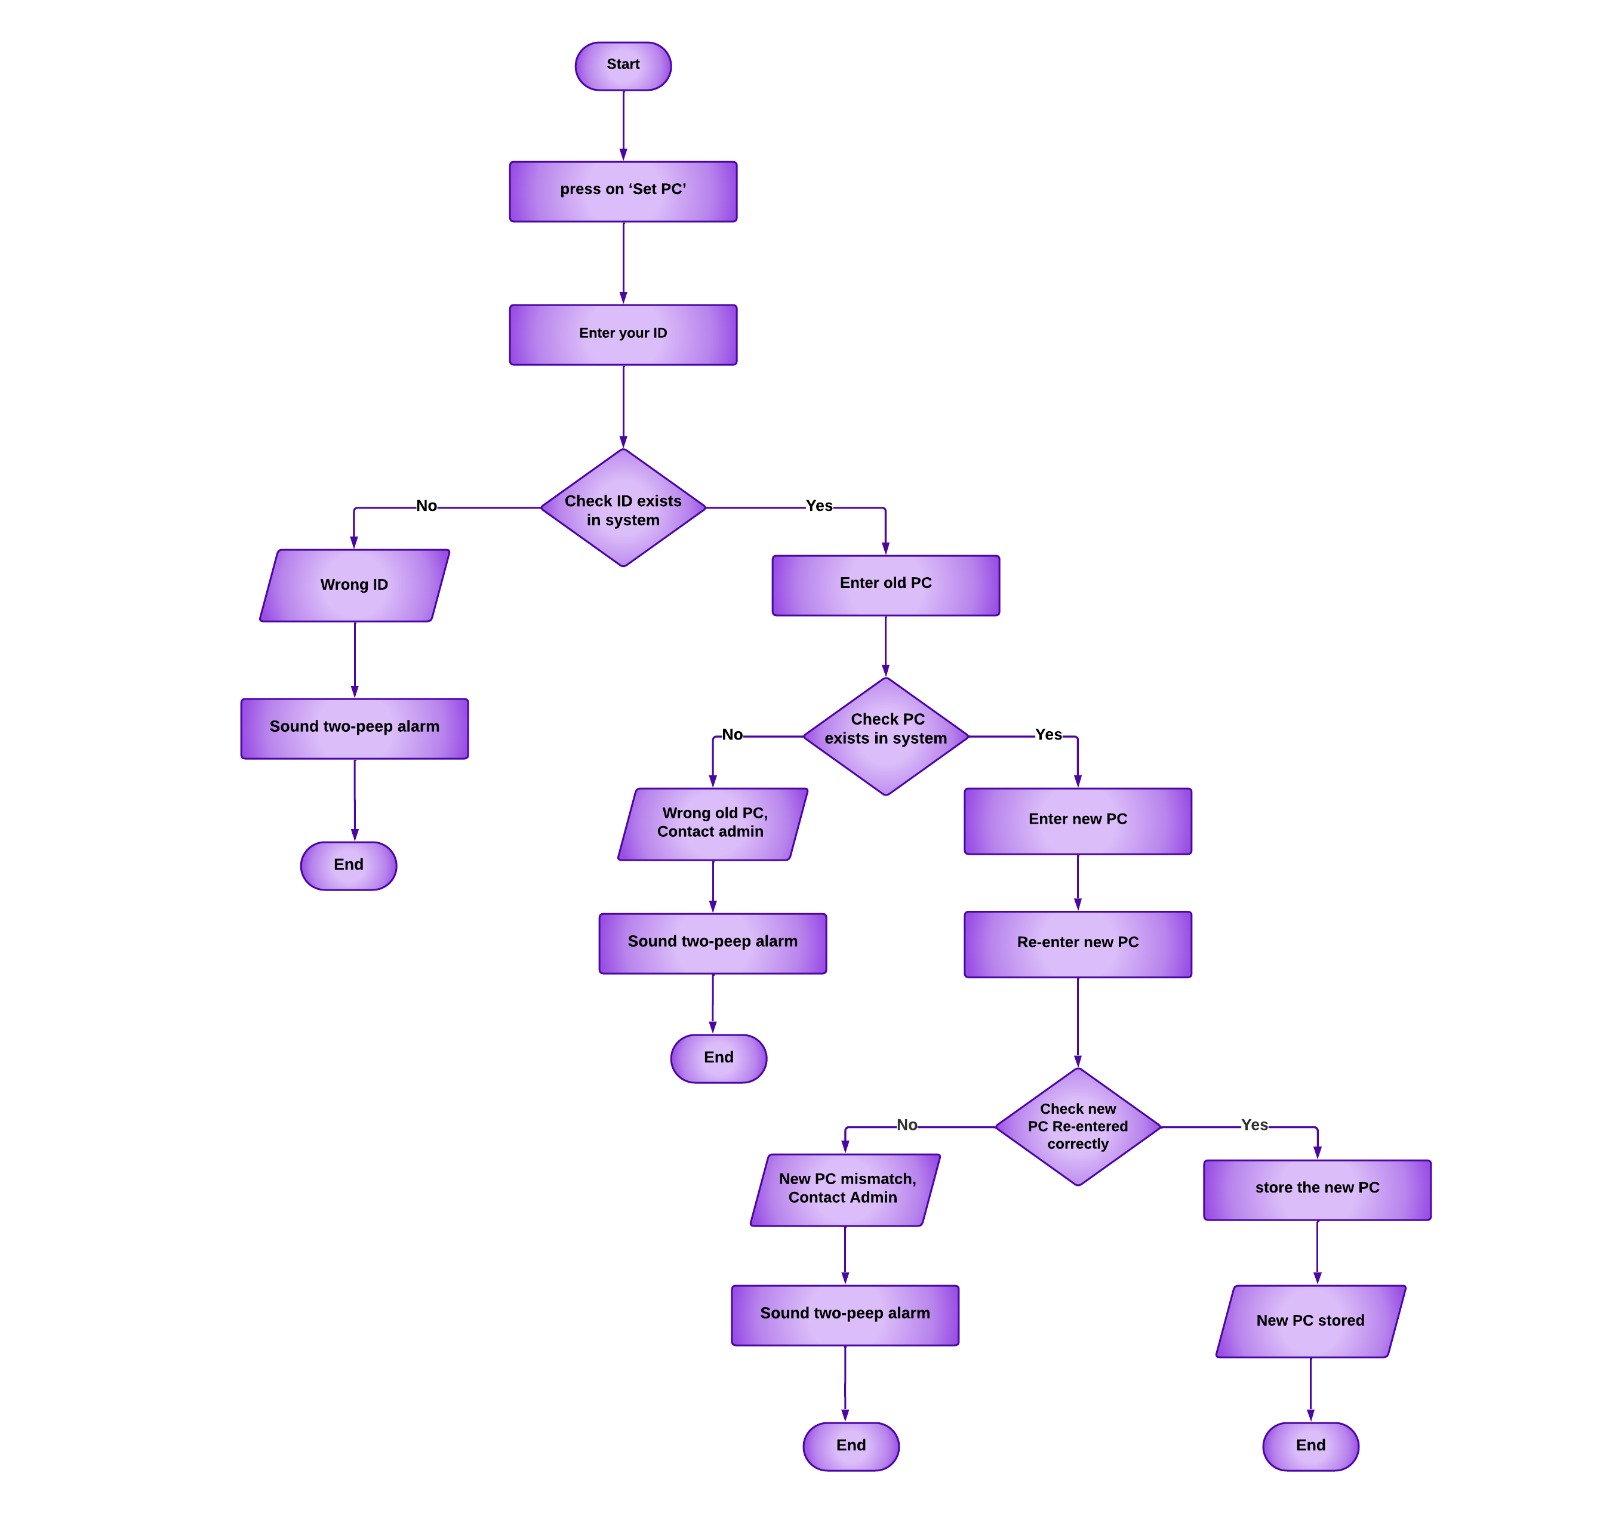 Start
press on ‘Set PC’
Enter your ID
Check ID exists
in system
No
Yes
Wrong ID
Enter old PC
Sound two-peep alarm
Check PC
exists in system
No
Yes
End
Wrong old PC,
Contact admin
Enter new PC
Sound two-peep alarm
Re-enter new PC
End
Check new
PC Re-entered
correctly
No
Yes
New PC mismatch,
Contact Admin
store the new PC
Sound two-peep alarm
New PC stored
End
End